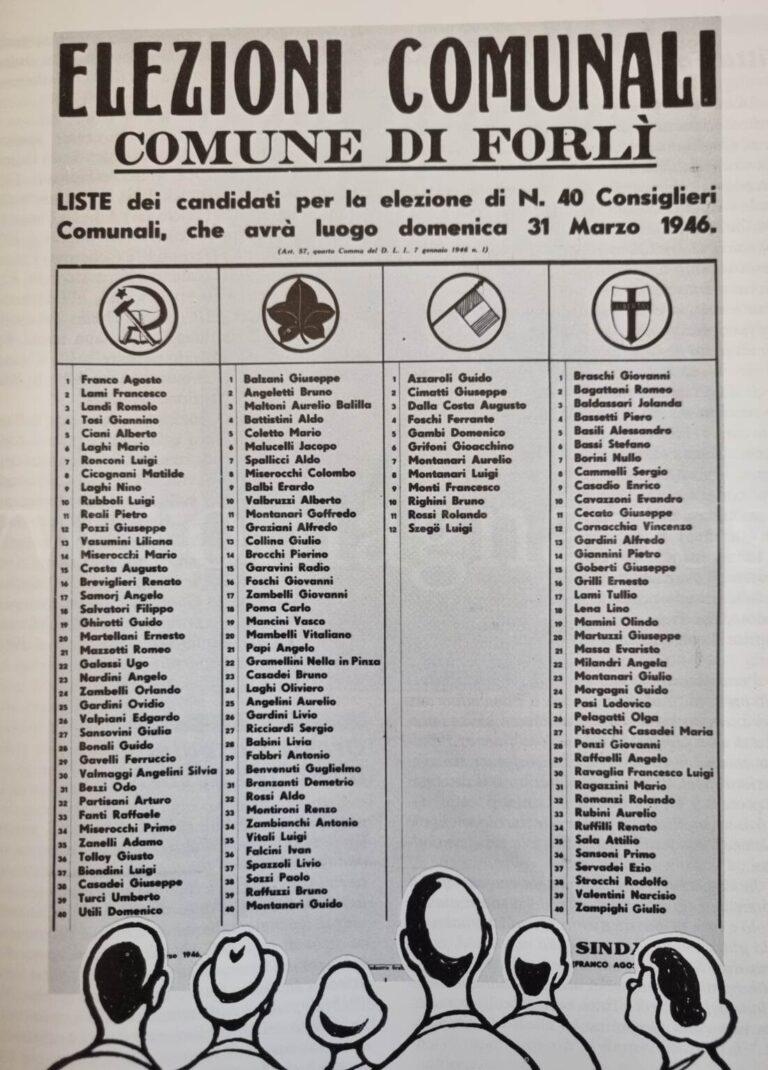 ELEZIONI COMUNALI
COMUNE DI FORLÌ
LISTE dei candidati per la elezione di N. 40 Consiglieri
Comunali, che avrà luogo domenica 31 Marzo 1946.
(Art. 57, quarto Comma del D. L. L. 7 gennaio 1946 n. 1)
1 Franco Agosto
2 Lami Francesco
3 Landi Romolo
4 Tosi Giannino
5 Ciani Alberto
6 Laghi Mario
7 Ronconi Luigi
8 Cicognani Matilde
9 Laghi Nino
10 Rubboli Luigi
11 Reali Pietro
12 Pozzi Giuseppe
13 Vasumini Liliana
14 Miserocchi Mario
15 Crosta Augusto
16 Breviglieri Renato
17 Samorj Angelo
18 Salvatori Filippo
19 Ghirotti Guido
20 Martellani Ernesto
21 Mazzotti Romeo
22 Galassi Ugo
23 Nardini Angelo
24 Zambelli Orlando
25 Gardini Ovidio
26 Valpiani Edgardo
27 Sansovini Giulia
28 Bonali Guido
29 Gavelli Ferruccio
30 Valmaggi Angelini Silvia
31 Bezzi Odo
32 Partisani Arturo
33 Fanti Raffaele
34 Miserocchi Primo
35 Zanelli Adamo
36 Tolloy Giusto
37 Biondini Luigi
38 Casadei Giuseppe
39 Turci Umberto
40 Utili Domenico
1 Balzani Giuseppe
2 Angeletti Bruno
3 Maltoni Aurelio Balilla
4 Battistini Aldo
5 Coletto Mario
6 Malucelli Jacopo
7 Spallicci Aldo
8 Miserocchi Colombo
9 Balbi Erardo
10 Valbruzzi Alberto
11 Montanari Goffredo
12 Graziani Alfredo
13 Collina Giulio
14 Brocchi Pierino
15 Garavini Radio
16 Foschi Giovanni
17 Zambelli Giovanni
18 Poma Carlo
19 Mancini Vasco
20 Mambelli Vitaliano
21 Papi Angelo
22 Gramellini Nella in Pinza
23 Casadei Bruno
24 Laghi Oliviero
25 Angelini Aurelio
26 Gardini Livio
27 Ricciardi Sergio
28 Babini Livia
29 Fabbri Antonio
30 Benvenuti Guglielmo
31 Branzanti Demetrio
32 Rossi Aldo
33 Montironi Renzo
34 Zambianchi Antonio
35 Vitali Luigi
36 Falcini Ivan
37 Spazzoli Livio
38 Sozzi Paolo
39 Raffuzzi Bruno
40 Montanari Guido
1 Azzaroli Guido
2 Cimatti Giuseppe
3 Dalla Costa Augusto
4 Foschi Ferrante
5 Gambi Domenico
6 Grifoni Gioacchino
7 Montanari Aurelio
8 Montanari Luigi
9 Monti Francesco
10 Righini Bruno
11 Rossi Rolando
12 Szegö Luigi
LIBERTAS
1 Braschi Giovanni
2 Bagattoni Romeo
3 Baldassari Jolanda
4 Bassetti Piero
5 Basili Alessandro
6 Bassi Stefano
7 Borini Nullo
8 Cammelli Sergio
9 Casadio Enrico
10 Cavazzoni Evandro
11 Cecato Giuseppe
12 Cornacchia Vincenzo
13 Gardini Alfredo
14 Giannini Pietro
15 Goberti Giuseppe
16 Grilli Ernesto
17 Lami Tullio
18 Lena Lino
19 Mamini Olindo
20 Martuzzi Giuseppe
21 Massa Evaristo
22 Milandri Angela
23 Montanari Giulio
24 Morgagni Guido
25 Pasi Lodovico
26 Pelagatti Olga
27 Pistocchi Casadei Maria
28 Ponzi Giovanni
29 Raffaelli Angelo
30 Ravaglia Francesco Luigi
31 Ragazzini Mario
32 Romanzi Rolando
33 Rubini Aurelio
34 Ruffilli Renato
35 Sala Attilio
36 Sansoni Primo
37 Servadei Ezio
38 Strocchi Rodolfo
39 Valentini Narcisio
40 Zampighi Giulio
1946.
SINDA
(FRANCO AGOS